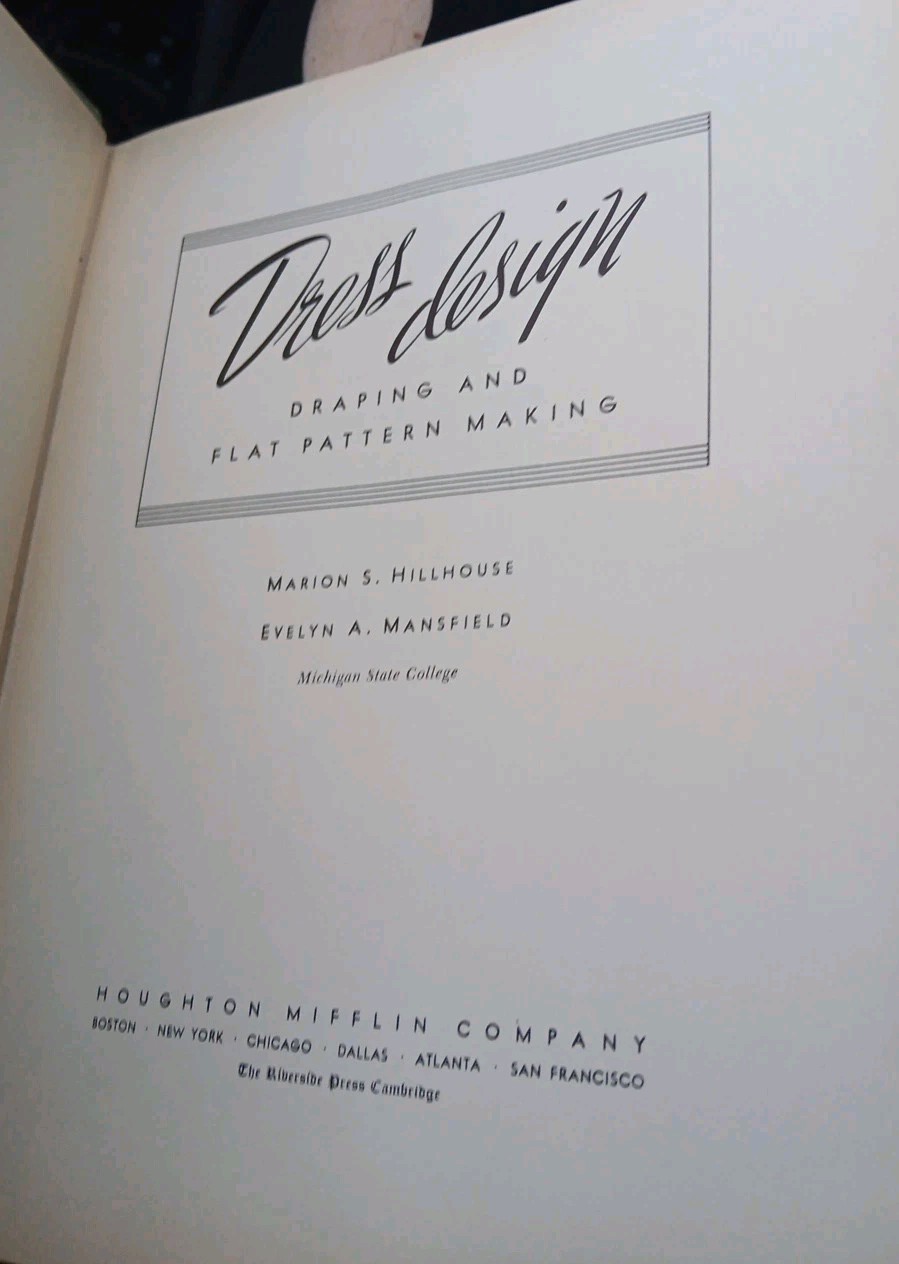 Dress design
DRAPING AND
FLAT PATTERN MAKING
MARION S. HILLHOUSE
EVELYN A. MANSFIELD
Michigan State College
HOUGHTON MIFFLIN COMPANY
BOSTON · NEW YORK · CHICAGO · DALLAS · ATLANTA · SAN FRANCISCO
The Riverside Press Cambridge